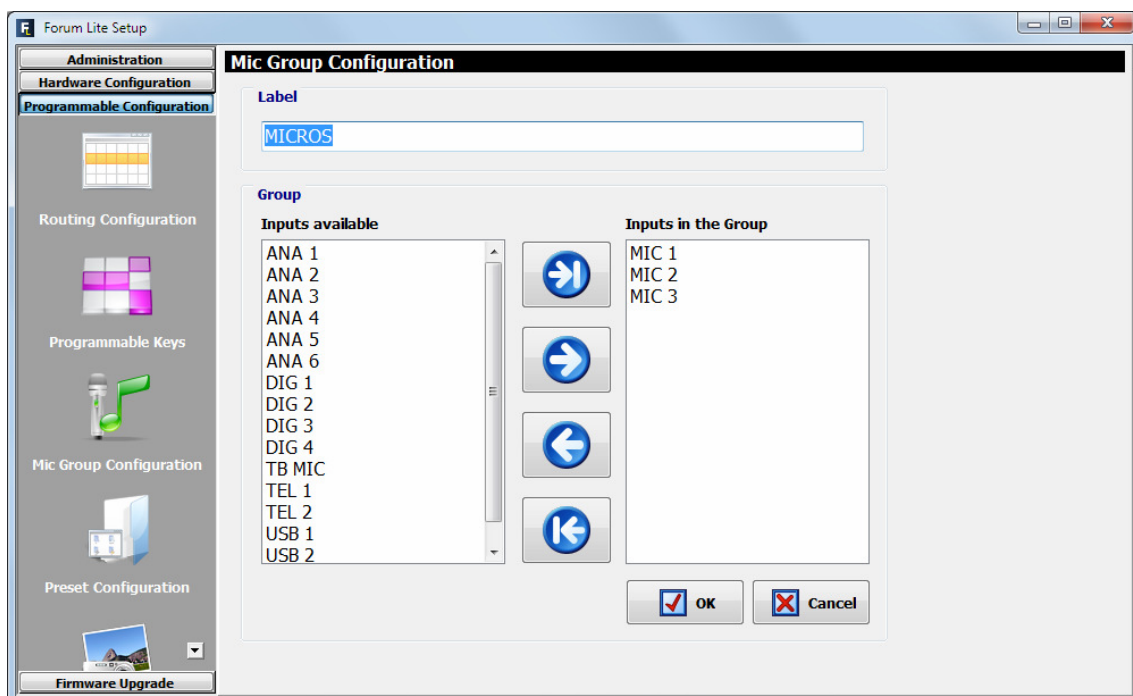 Forum Lite Setup
Administration
Hardware Configuration
Programmable Configuration
Routing Configuration
Programmable Keys
Mic Group Configuration
Preset Configuration
Firmware Upgrade
Mic Group Configuration
Label
MICROS
Group
Inputs available
ANA 1
ANA 2
ANA 3
ANA 4
ANA 5
ANA 6
DIG 1
DIG 2
DIG 3
DIG 4
TB MIC
TEL 1
TEL 2
USB 1
USB 2
Inputs in the Group
MIC 1
MIC 2
MIC 3
OK
Cancel